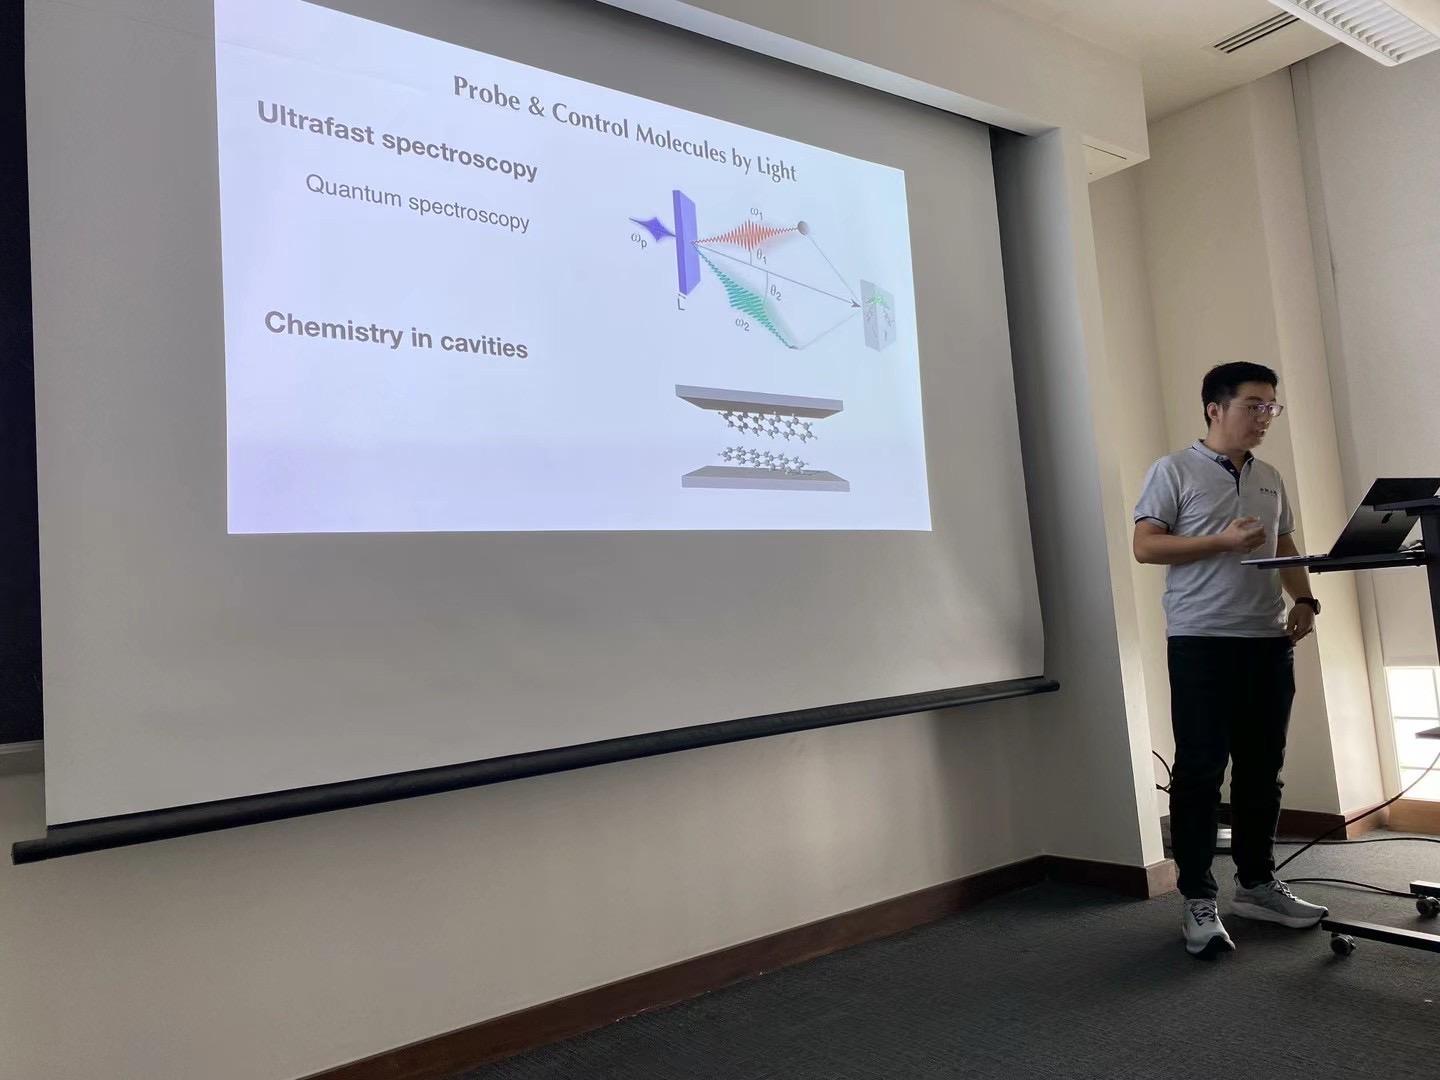 Probe & Control Molecules by Light
Ultrafast spectroscopy
Quantum spectroscopy
ωp
ω1
θ1
θ2
ω2
L
Chemistry in cavities